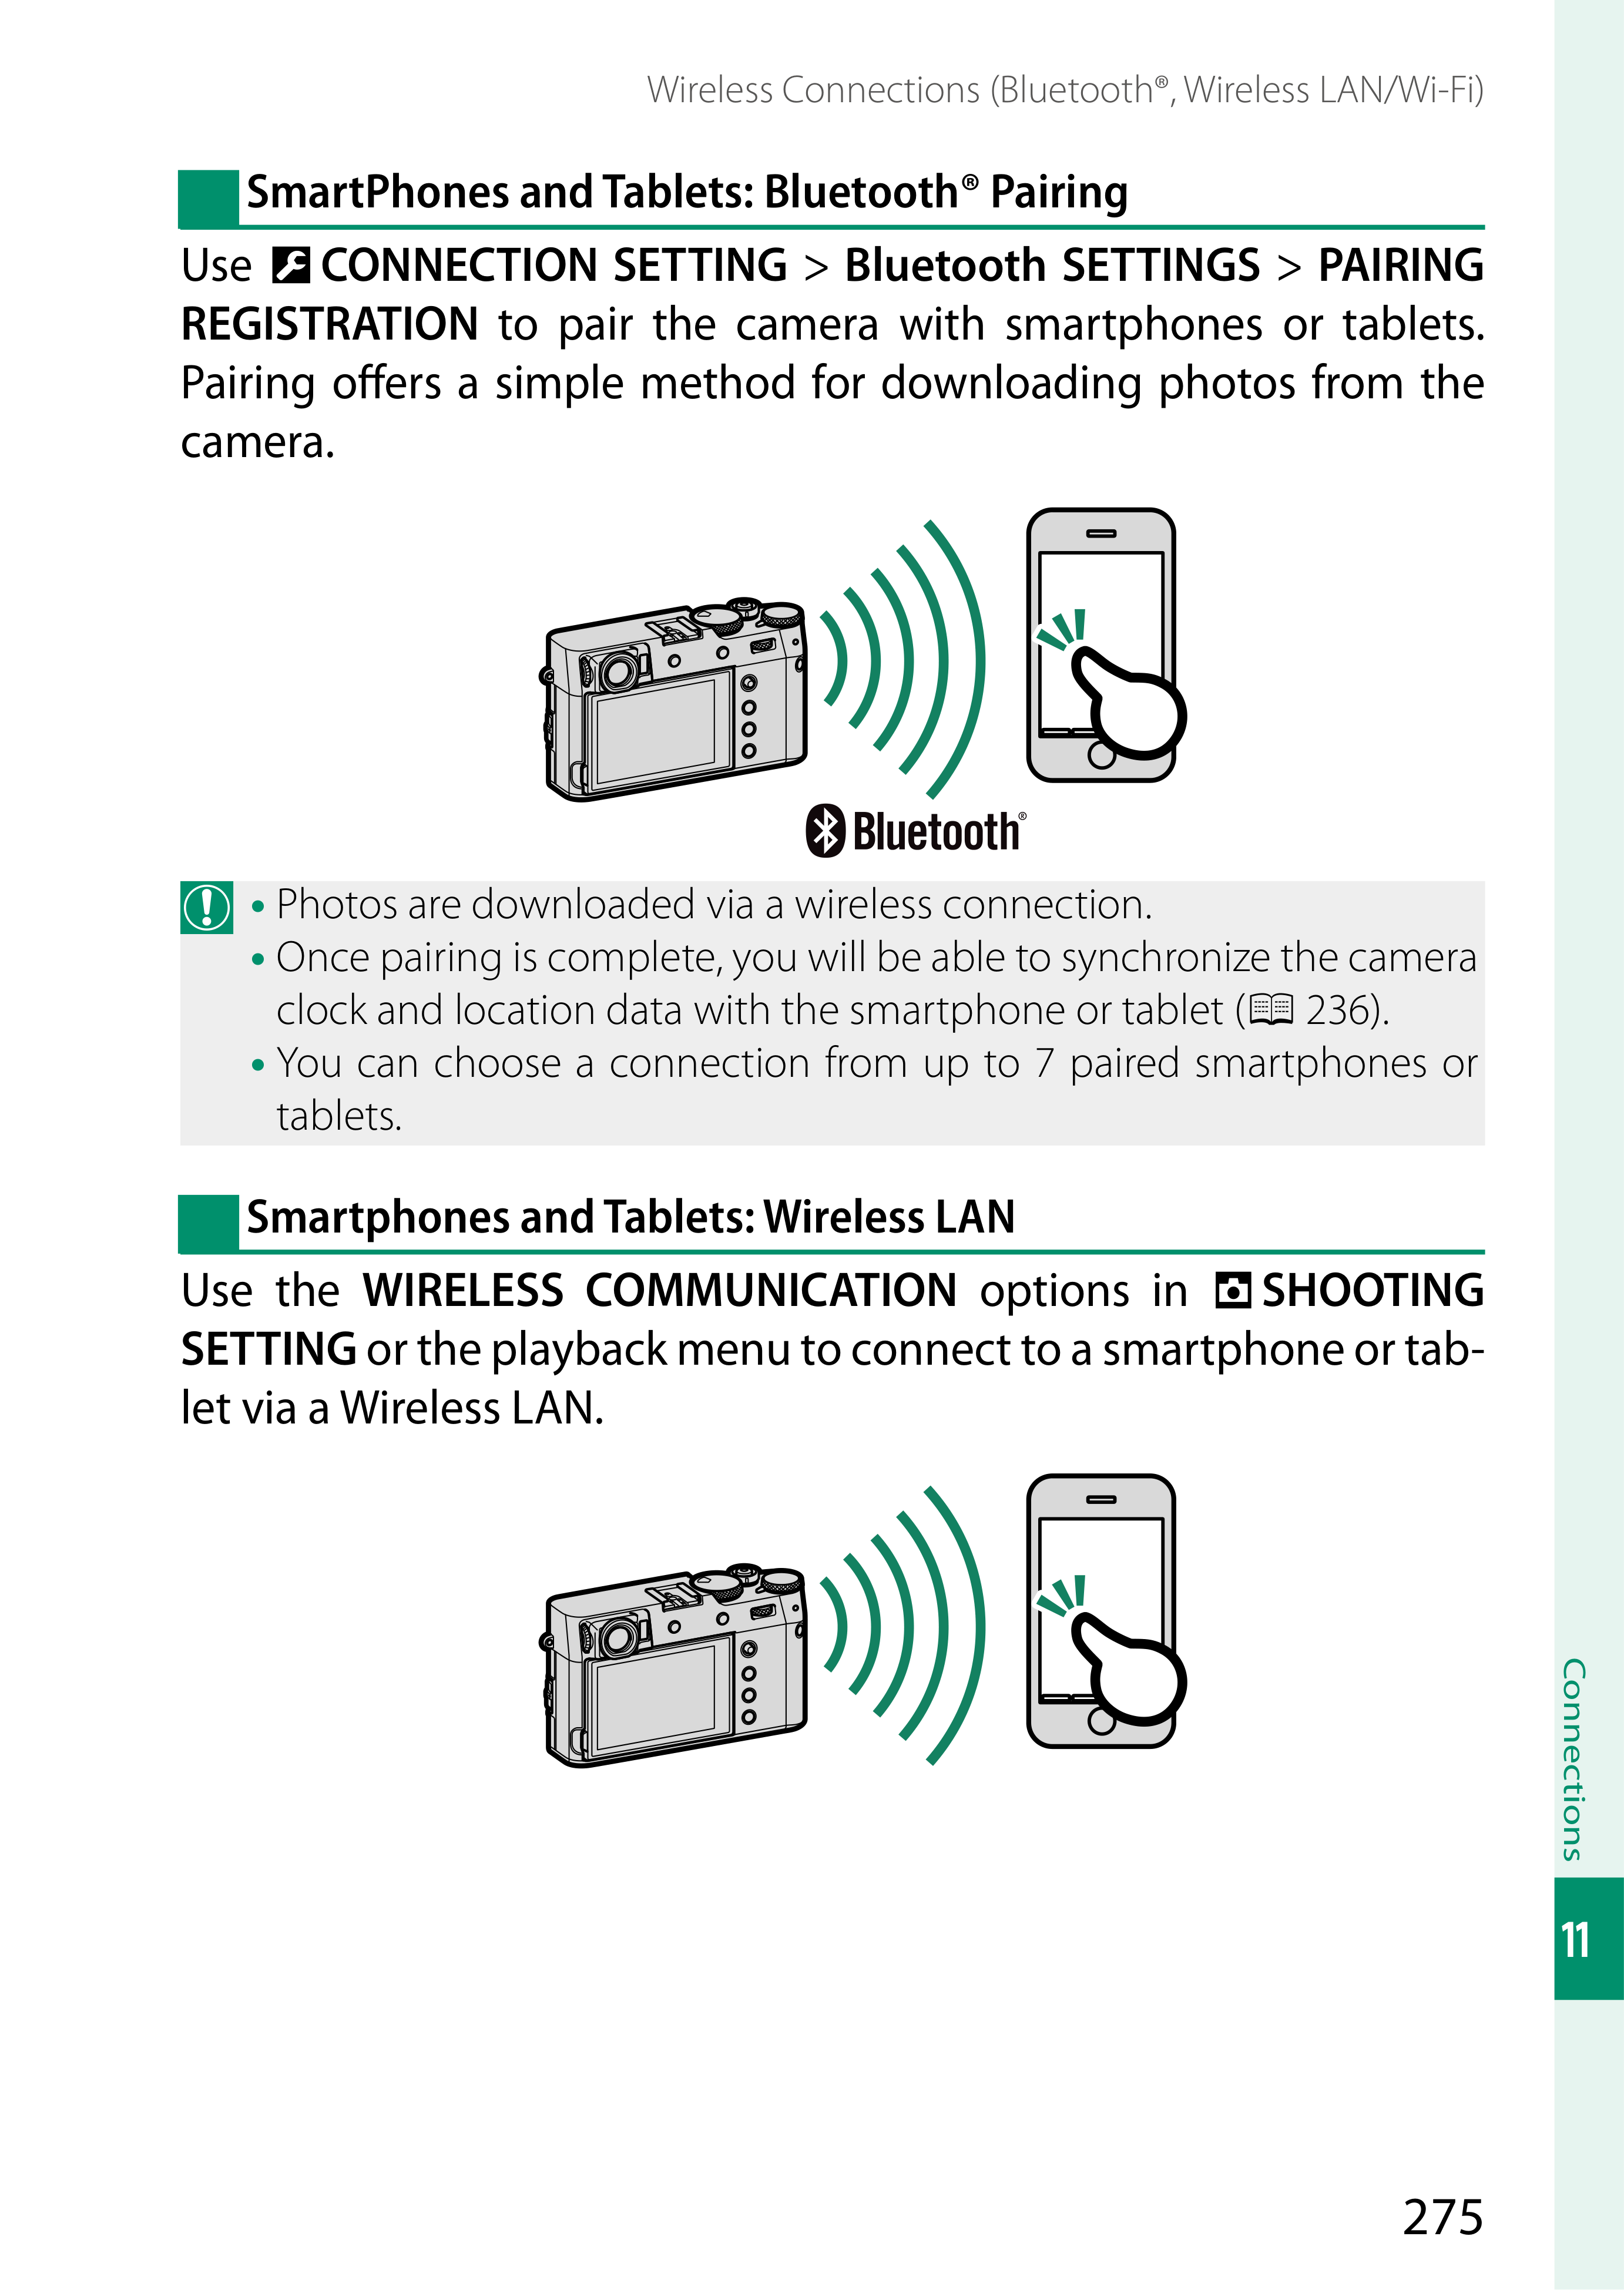 Wireless Connections (Bluetooth®, Wireless LAN/Wi-Fi)
SmartPhones and Tablets: Bluetooth® Pairing
Use CONNECTION SETTING > Bluetooth SETTINGS > PAIRING
REGISTRATION to pair the camera with smartphones or tablets.
Pairing offers a simple method for downloading photos from the
camera.
Bluetooth®
• Photos are downloaded via a wireless connection.
• Once pairing is complete, you will be able to synchronize the camera
clock and location data with the smartphone or tablet ( 236).
• You can choose a connection from up to 7 paired smartphones or
tablets.
Smartphones and Tablets: Wireless LAN
Use the WIRELESS COMMUNICATION options in SHOOTING
SETTING or the playback menu to connect to a smartphone or tab-
let via a Wireless LAN.
Connections
11
275